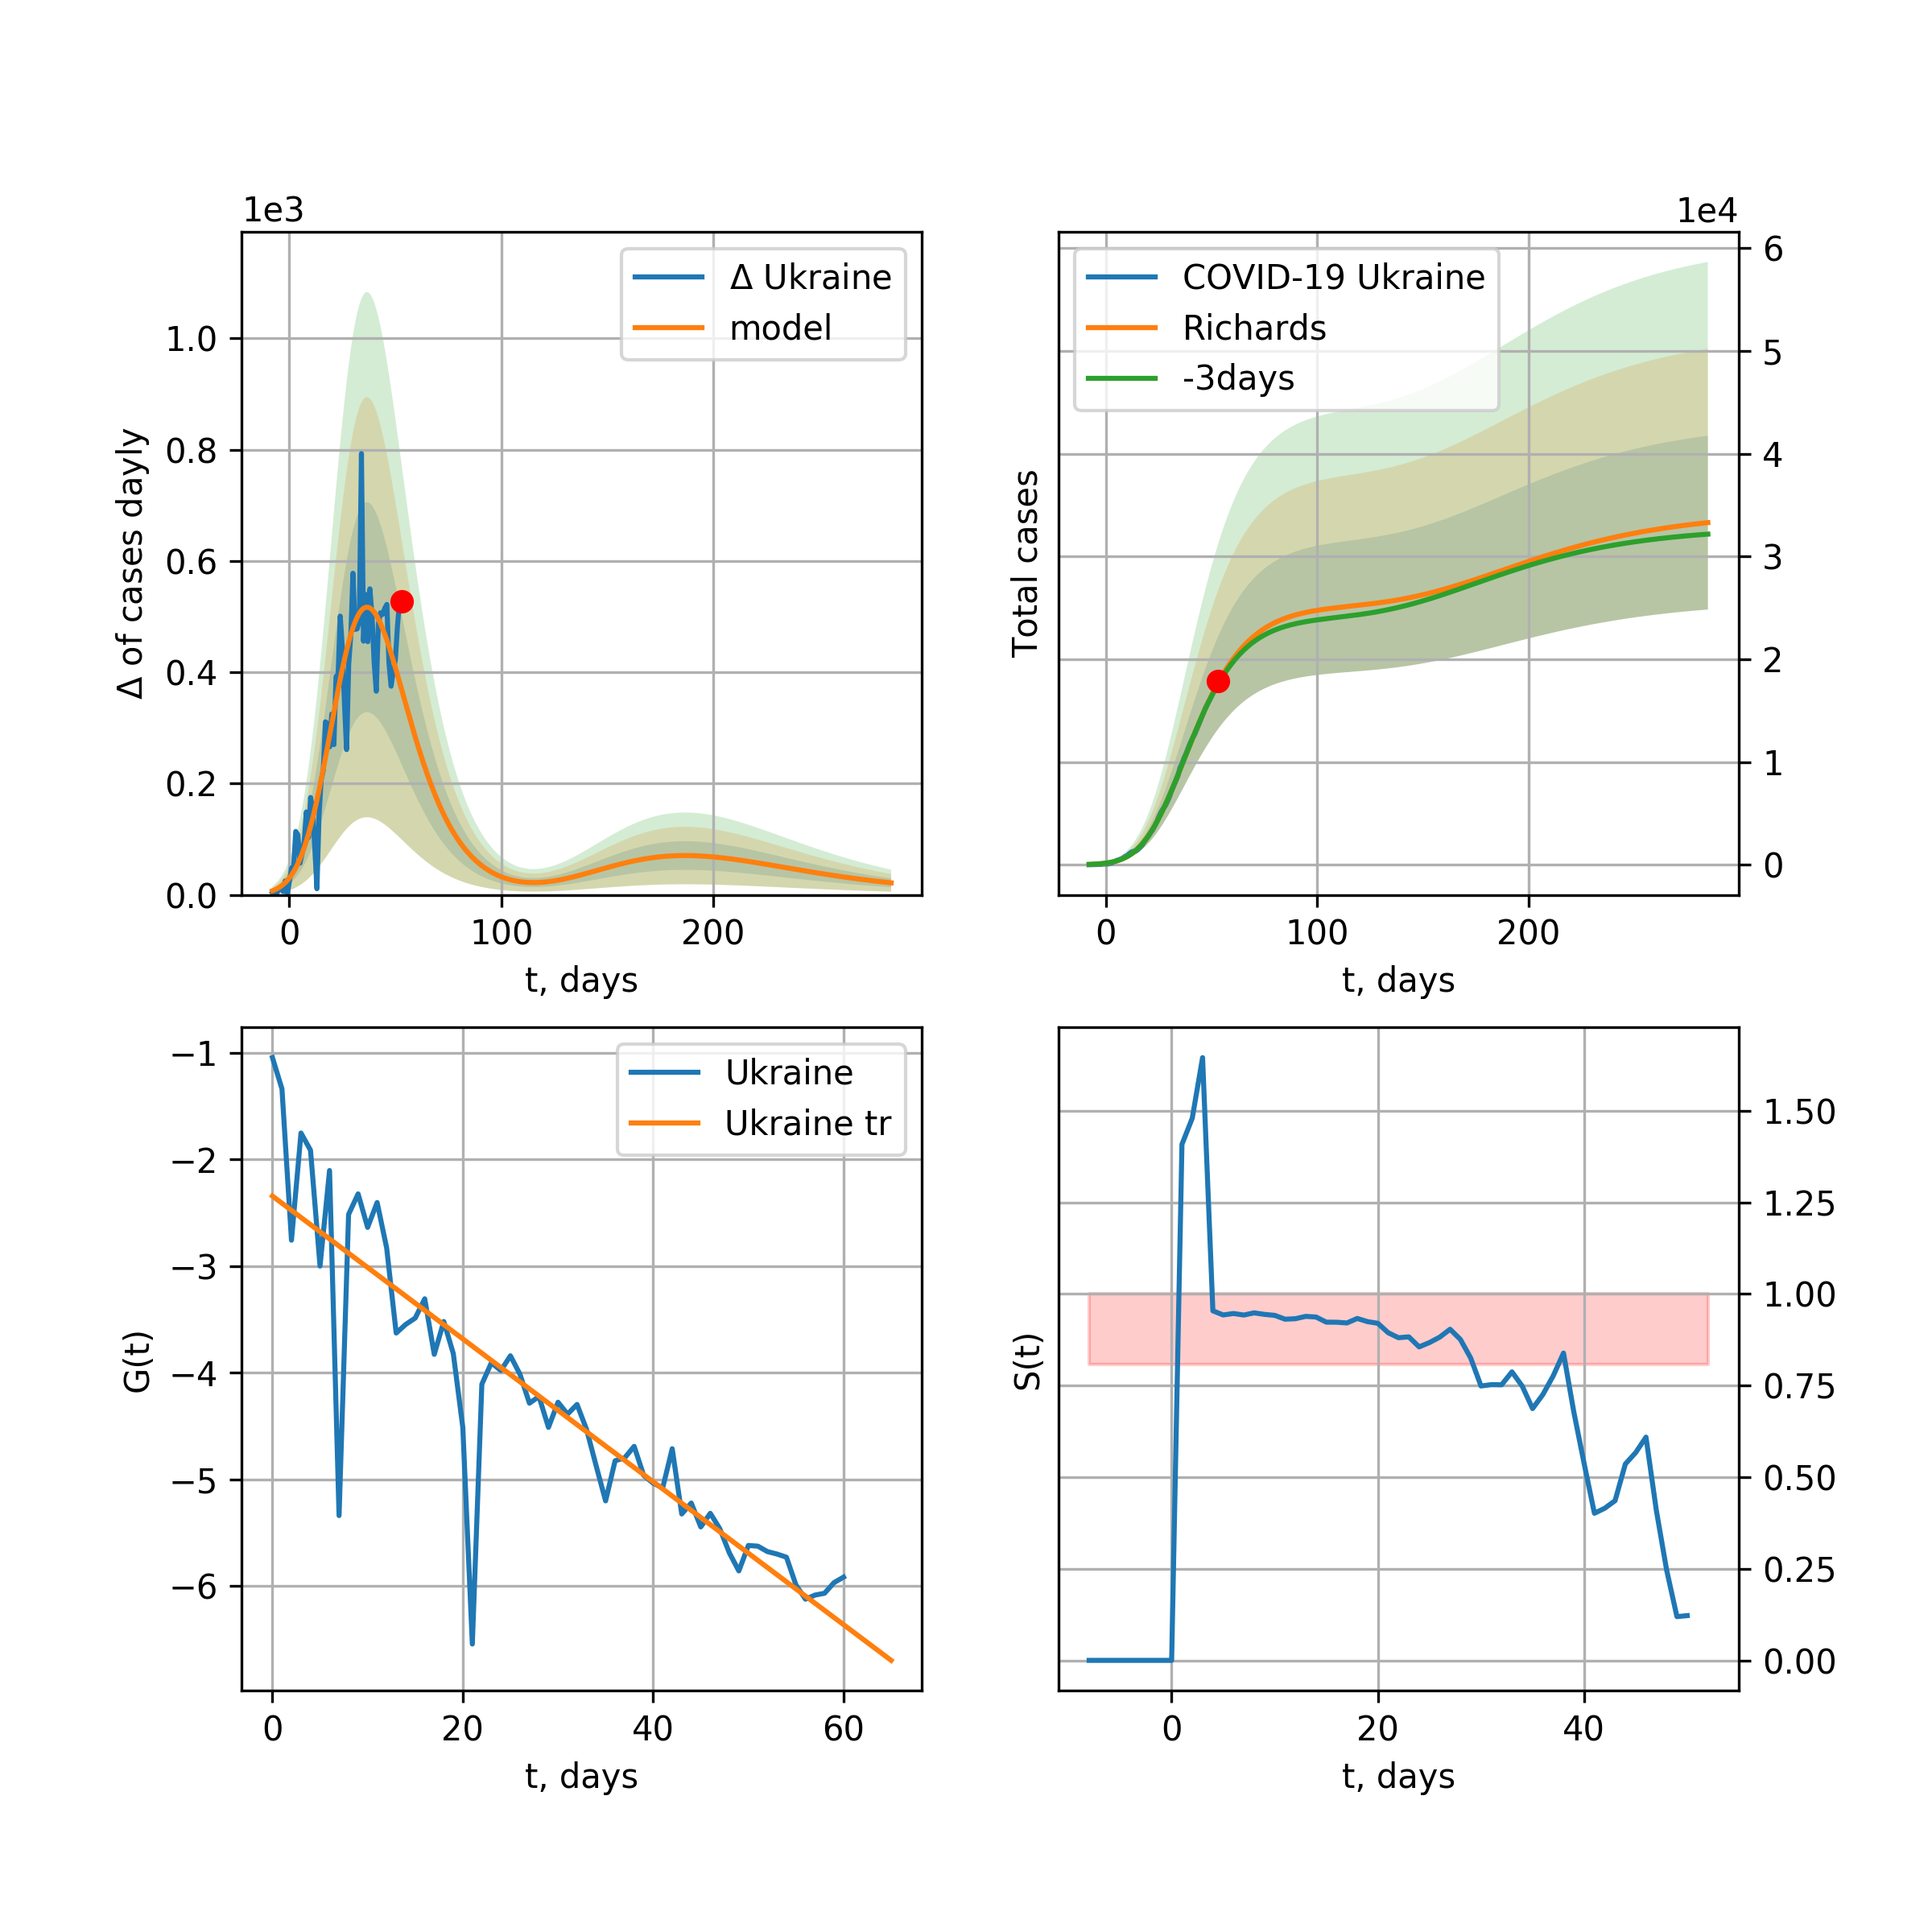 1e3
Δ Ukraine
model
1.0
0.8
0.6
0.4
0.2
0.0
Δ of cases dayly
0 100 200
t, days
1e4
COVID-19 Ukraine
Richards
-3days
6
5
4
3
2
1
0
Total cases
0 100 200
t, days
Ukraine
Ukraine tr
−1
−2
−3
−4
−5
−6
G(t)
0 20 40 60
t, days
1.50
1.25
1.00
0.75
0.50
0.25
0.00
S(t)
0 20 40
t, days